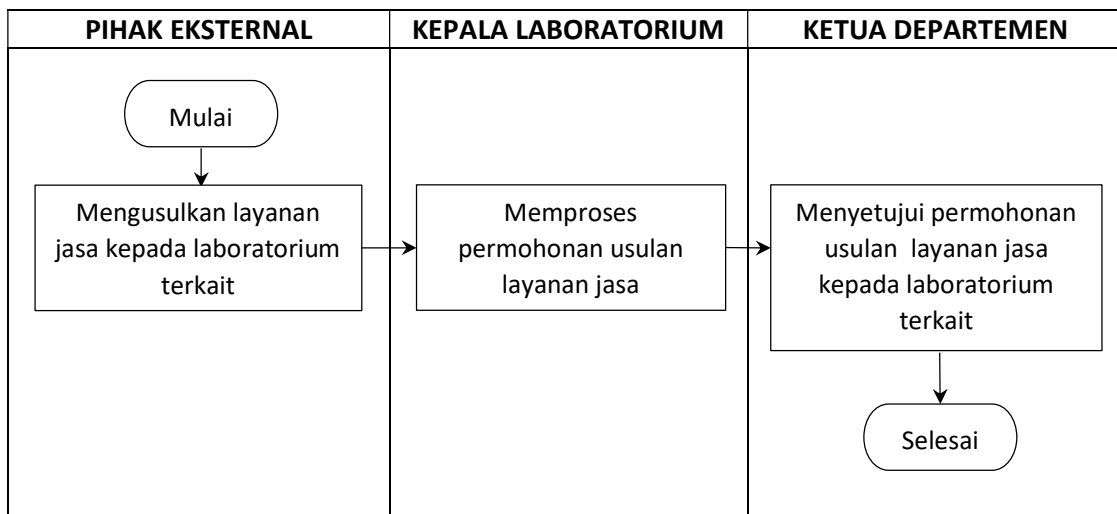 PIHAK EKSTERNAL
KEPALA LABORATORIUM
KETUA DEPARTEMEN
Mulai
Mengusulkan layanan
jasa kepada laboratorium
terkait
Memproses
permohonan usulan
layanan jasa
Menyetujui permohonan
usulan layanan jasa
kepada laboratorium
terkait
Selesai